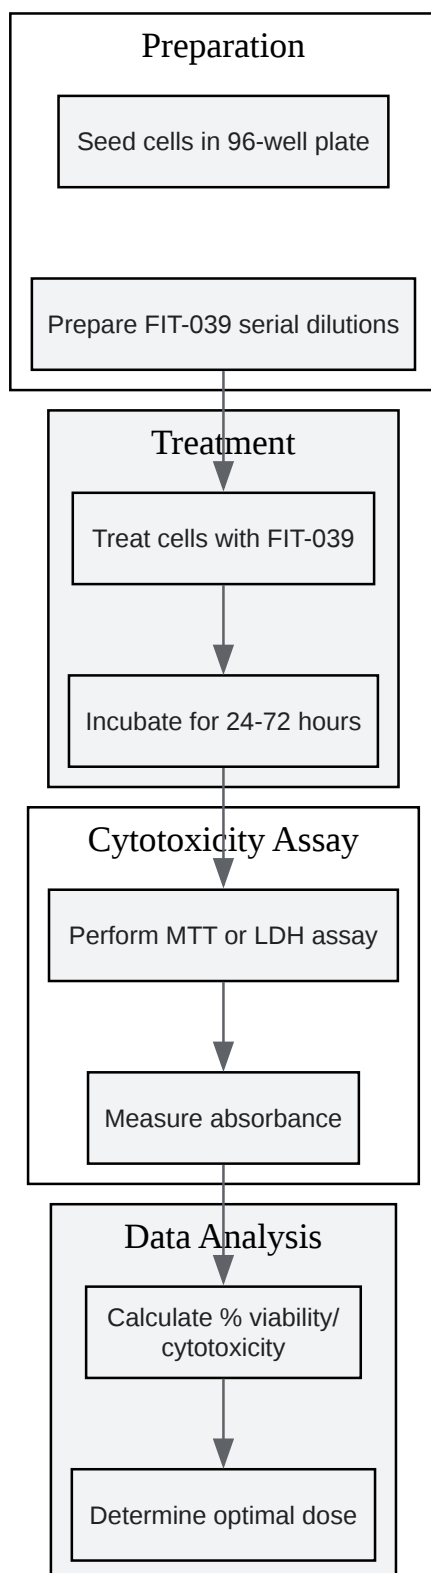 Preparation
Seed cells in 96-well plate
Prepare FIT-039 serial dilutions
Treatment
Treat cells with FIT-039
Incubate for 24-72 hours
Cytotoxicity Assay
Perform MTT or LDH assay
Measure absorbance
Data Analysis
Calculate % viability/
cytotoxicity
Determine optimal dose